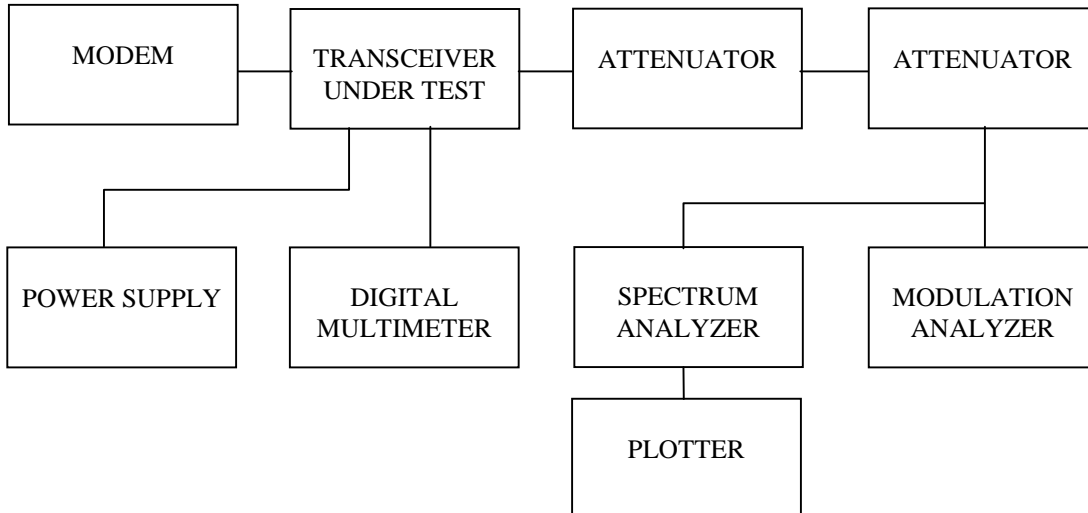 MODEM
TRANSCEIVER
UNDER TEST
ATTENUATOR
ATTENUATOR
POWER SUPPLY
DIGITAL
MULTIMETER
SPECTRUM
ANALYZER
MODULATION
ANALYZER
PLOTTER